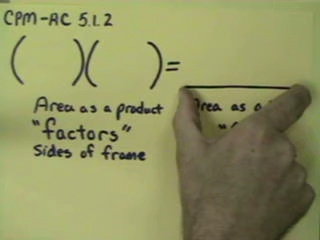 CPM-AC 5.1.2
(     )(     )=
Area as a product
"factors"
Sides of frame
Area as a